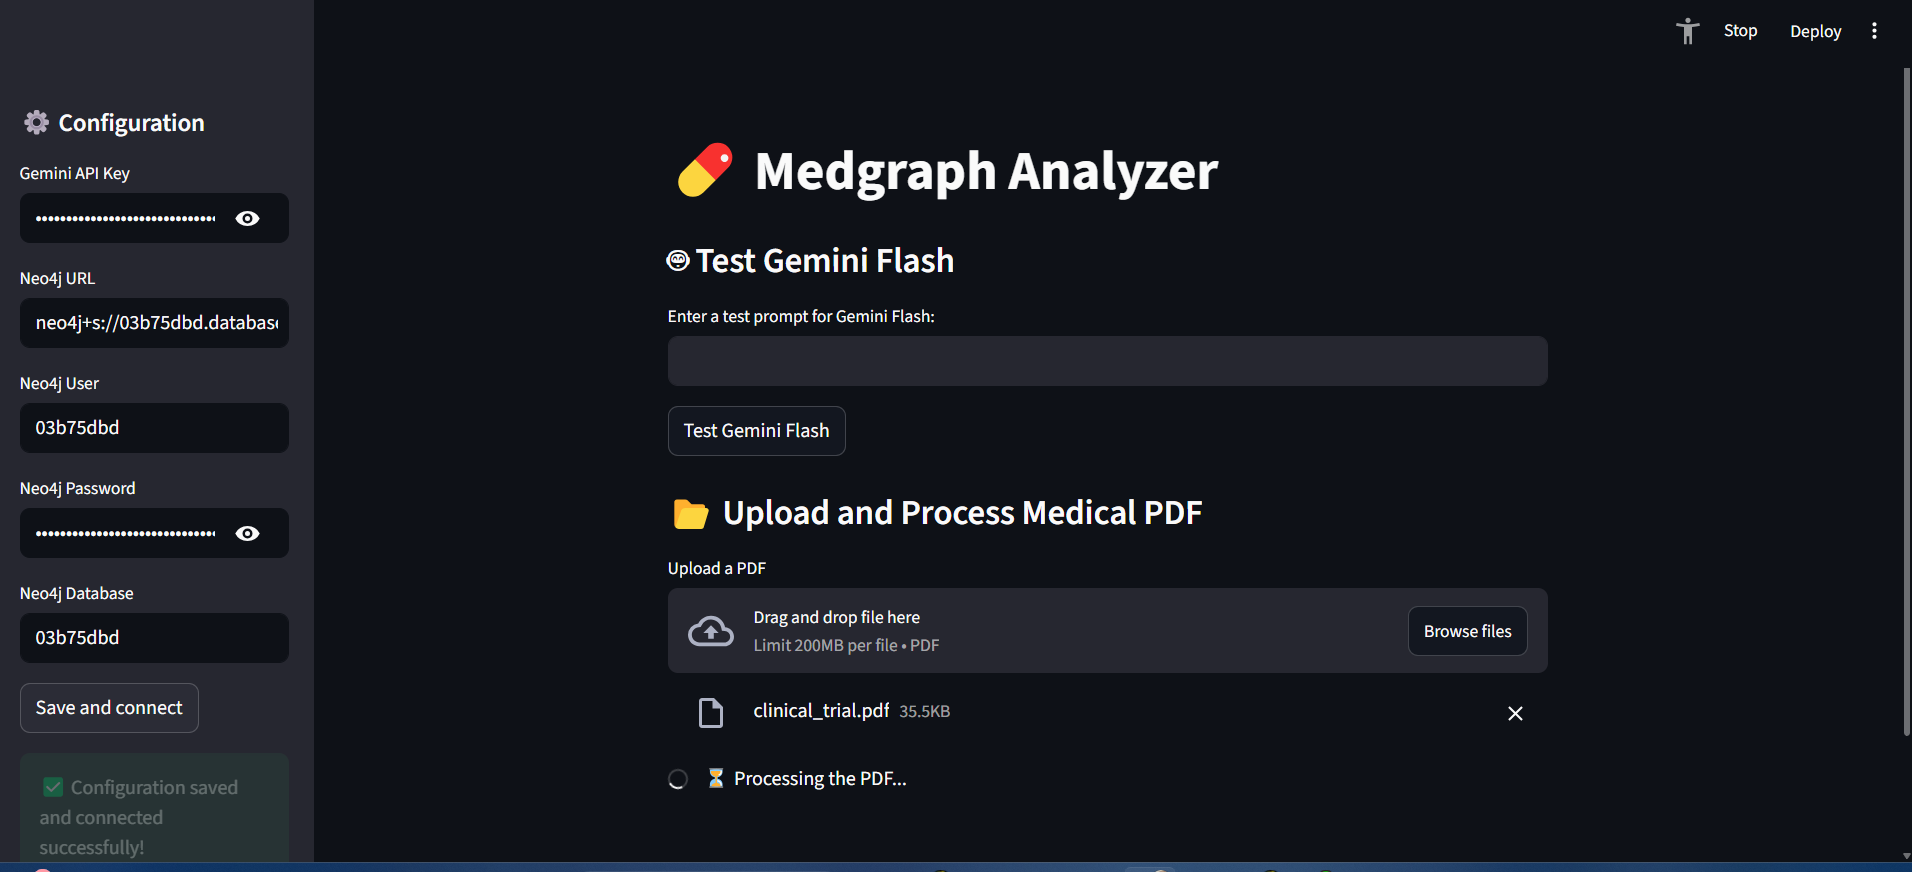 Stop
Deploy
Configuration
Gemini API Key
Neo4j URL
neo4j+s://03b75dbd.databas
Neo4j User
03b75dbd
Neo4j Password
Neo4j Database
03b75dbd
Save and connect
Configuration saved
and connected
successfully!
Medgraph Analyzer
Test Gemini Flash
Enter a test prompt for Gemini Flash:
Test Gemini Flash
Upload and Process Medical PDF
Upload a PDF
Drag and drop file here
Limit 200MB per file • PDF
Browse files
clinical_trial.pdf 35.5KB
Processing the PDF...